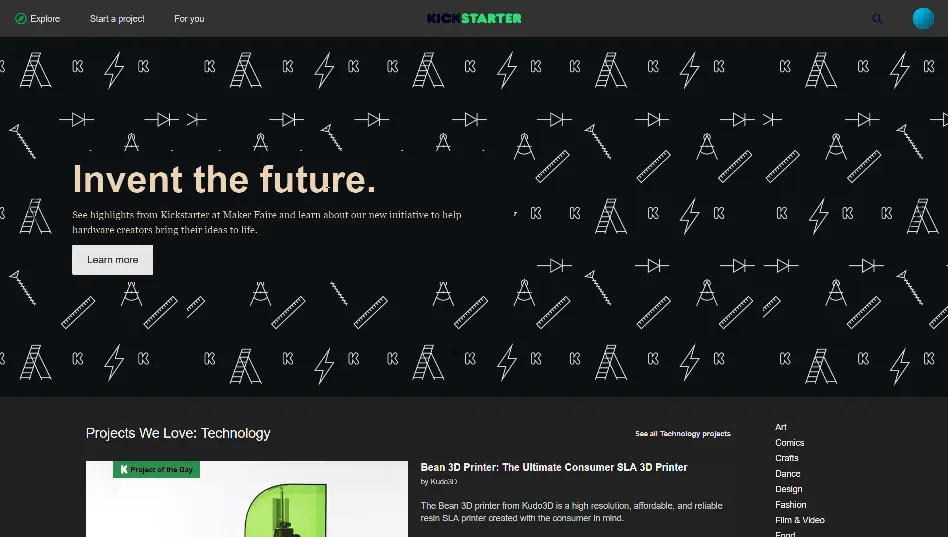 Explore
Start a project
For you
KICKSTARTER
Invent the future.
See highlights from Kickstarter at Maker Faire and learn about our new initiative to help
hardware creators bring their ideas to life.
Learn more
Projects We Love: Technology
See all Technology projects
Project of the Day
Bean 3D Printer: The Ultimate Consumer SLA 3D Printer
by Kudo3D
The Bean 3D printer from Kudo3D is a high resolution, affordable, and reliable
resin SLA printer created with the consumer in mind.
Art
Comics
Crafts
Dance
Design
Fashion
Film & Video
Food